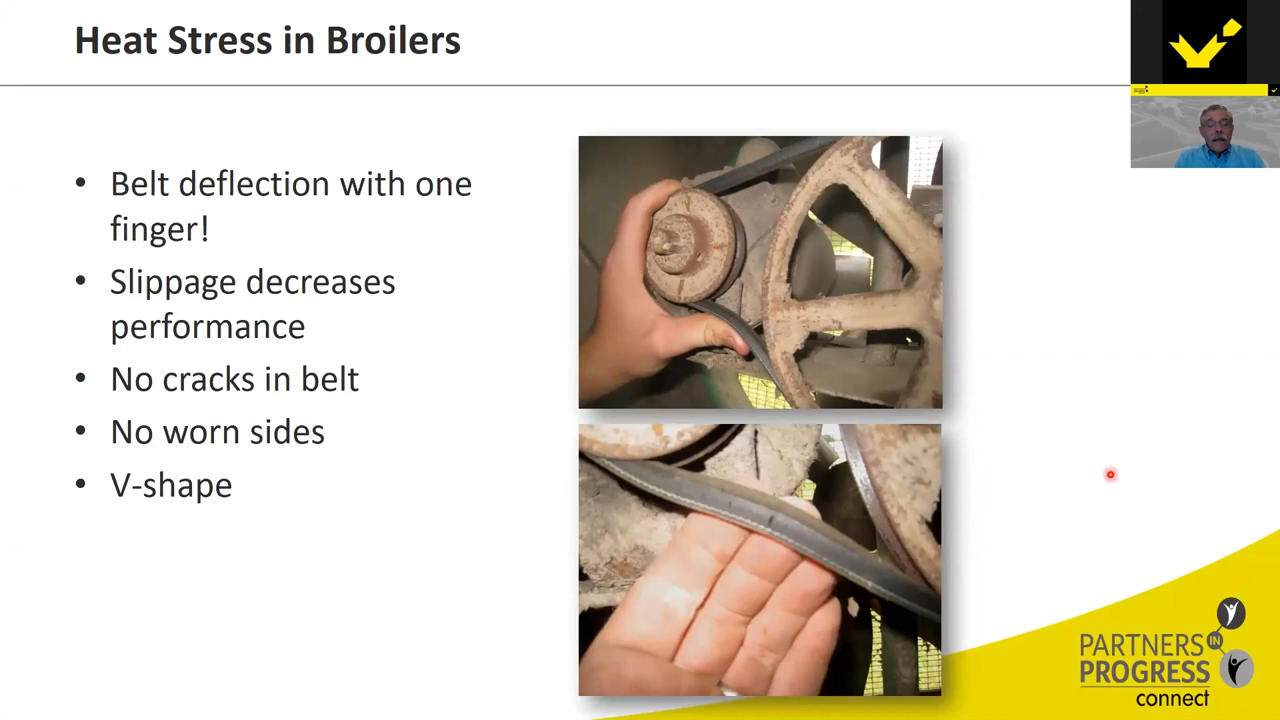 Heat Stress in Broilers
• Belt deflection with one
finger!
• Slippage decreases
performance
• No cracks in belt
• No worn sides
• V-shape
PARTNERS IN
PROGRESS
connect